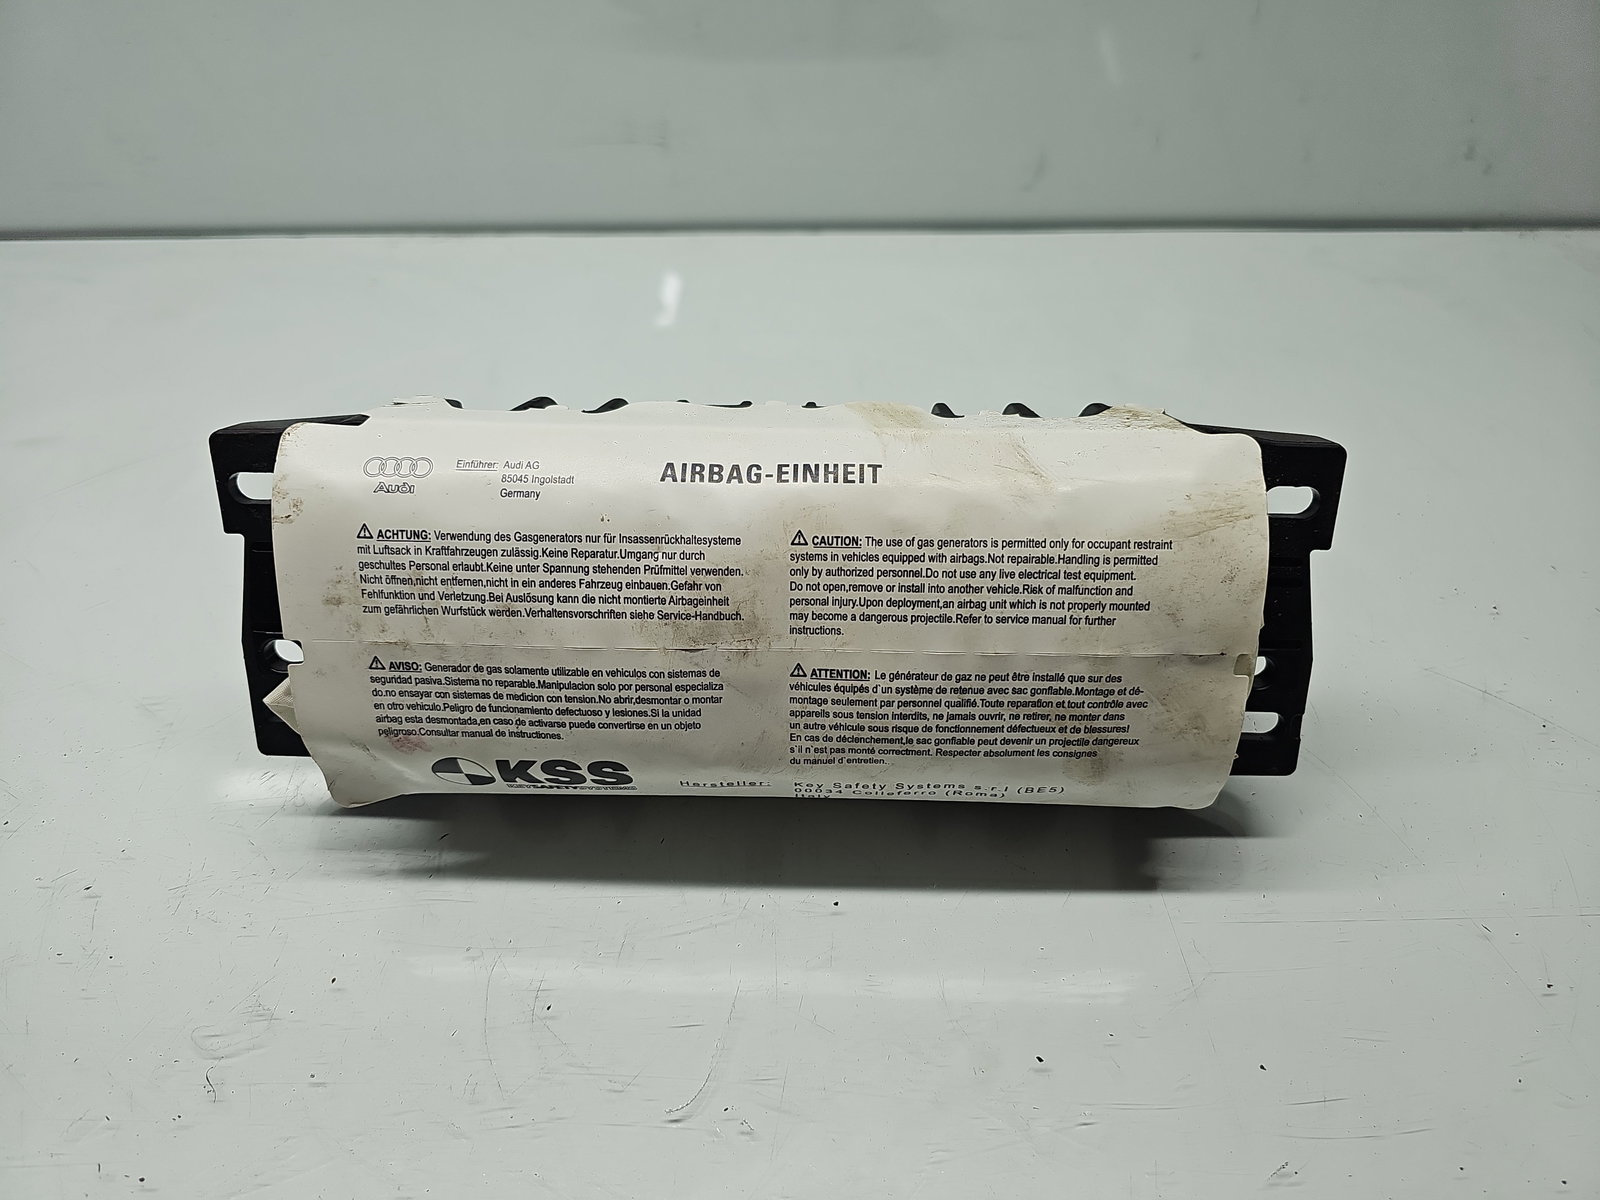 Audi
Einführer: Audi AG
85045 Ingolstadt
Germany
AIRBAG-EINHEIT
ACHTUNG: Verwendung des Gasgenerators nur für Insassenrückhaltesysteme
mit Luftsack in Kraftfahrzeugen zulässig.Keine Reparatur.Umgang nur durch
geschultes Personal erlaubt.Keine unter Spannung stehenden Prüfmittel verwenden.
Nicht öffnen,nicht entfernen,nicht in ein anderes Fahrzeug einbauen.Gefahr von
Fehlfunktion und Verletzung.Bei Auslösung kann die nicht montierte Airbageinheit
zum gefährlichen Wurfstück werden.Verhaltensvorschriften siehe Service-Handbuch.
CAUTION: The use of gas generators is permitted only for occupant restraint
systems in vehicles equipped with airbags.Not repairable.Handling is permitted
only by authorized personnel.Do not use any live electrical test equipment.
Do not open,remove or install into another vehicle.Risk of malfunction and
personal injury.Upon deployment,an airbag unit which is not properly mounted
may become a dangerous projectile.Refer to service manual for further
instructions.
AVISO: Generador de gas solamente utilizable en vehiculos con sistemas de
seguridad pasiva.Sistema no reparable.Manipulacion solo por personal especializa
do.no ensayar con sistemas de medicion con tension.No abrir,desmontar o montar
en otro vehiculo.Peligro de funcionamiento defectuoso y lesiones.Si la unidad
airbag esta desmontada,en caso de activarse puede convertirse en un objeto
peligroso.Consultar manual de instrucciones.
ATTENTION: Le générateur de gaz ne peut être installé que sur des
véhicules équipés d`un système de retenue avec sac gonflable.Montage et dé-
montage seulement par personnel qualifié.Toute reparation et tout contrôle avec
appareils sous tension interdits, ne jamais ouvrir, ne retirer, ne monter dans
un autre véhicule sous risque de fonctionnement défectueux et de blessures!
En cas de déclenchement,le sac gonflable peut devenir un projectile dangereux
s`il n`est pas monté correctment. Respecter absolument les consignes
du manuel d`entretien.
KSS
KEYSAFETYSYSTEMS
Hersteller: Key Safety Systems s.r.l (BE5)
00034 Colleferro (Roma)
Italy